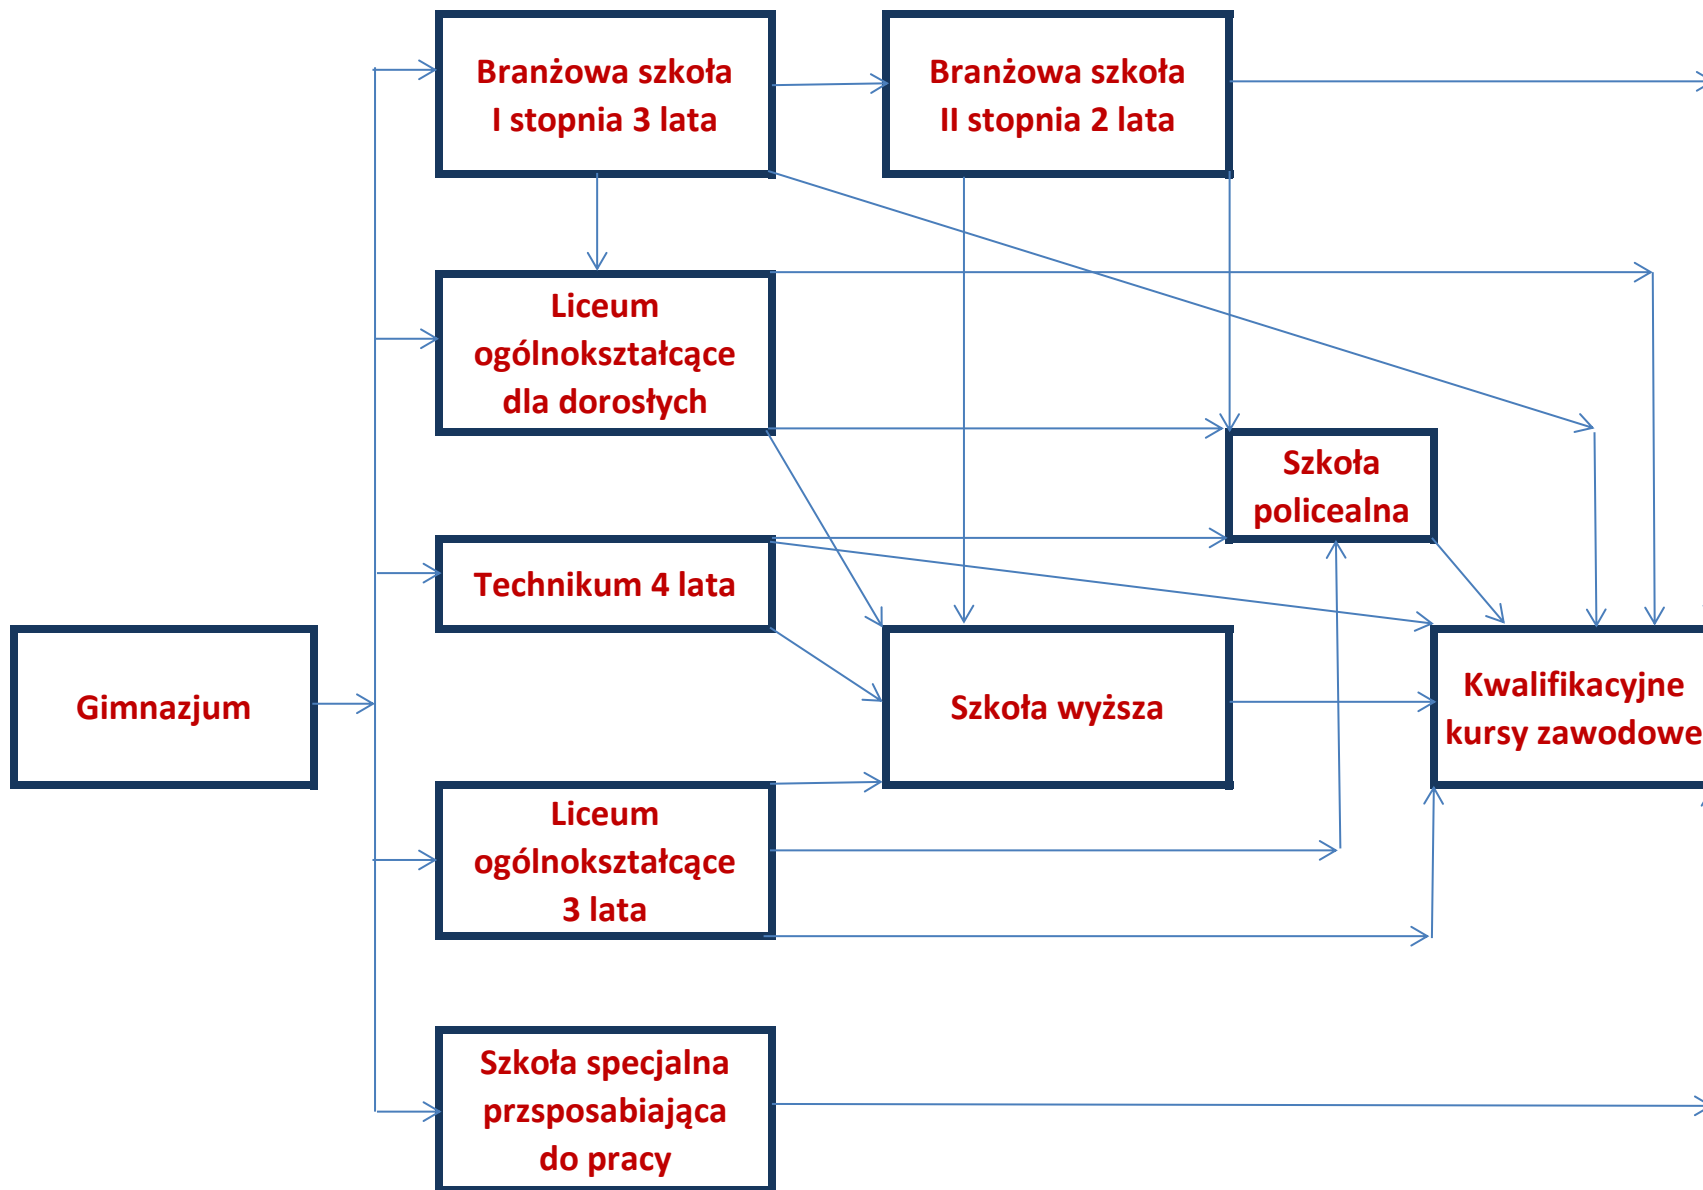 Branżowa szkoła
I stopnia 3 lata
Branżowa szkoła
II stopnia 2 lata
Liceum
ogólnokształcące
dla dorosłych
Szkoła
policealna
Technikum 4 lata
Gimnazjum
Szkoła wyższa
Kwalifikacyjne
kursy zawodowe
Liceum
ogólnokształcące
3 lata
Szkoła specjalna
przsposabiająca
do pracy